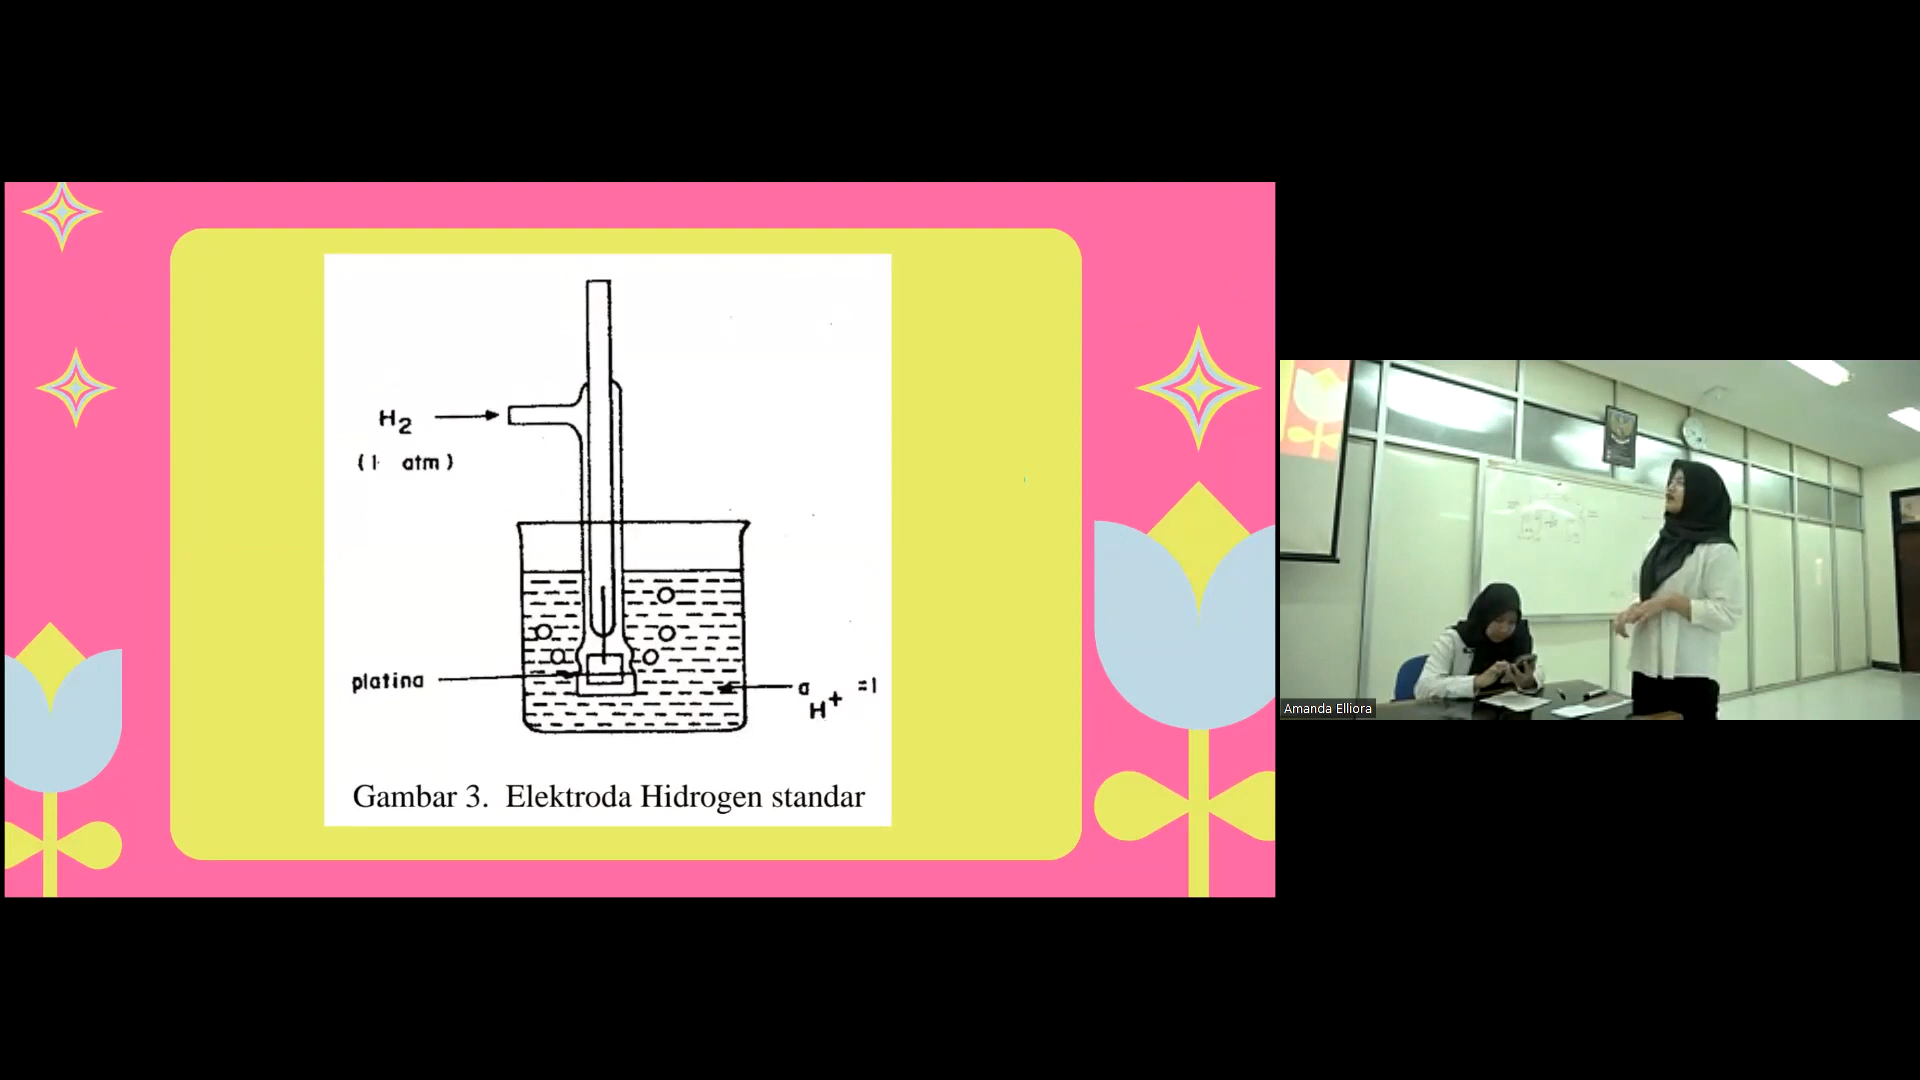 H2
(1 atm)
platina
a H+ =1
Gambar 3. Elektroda Hidrogen standar
Amanda Elliora